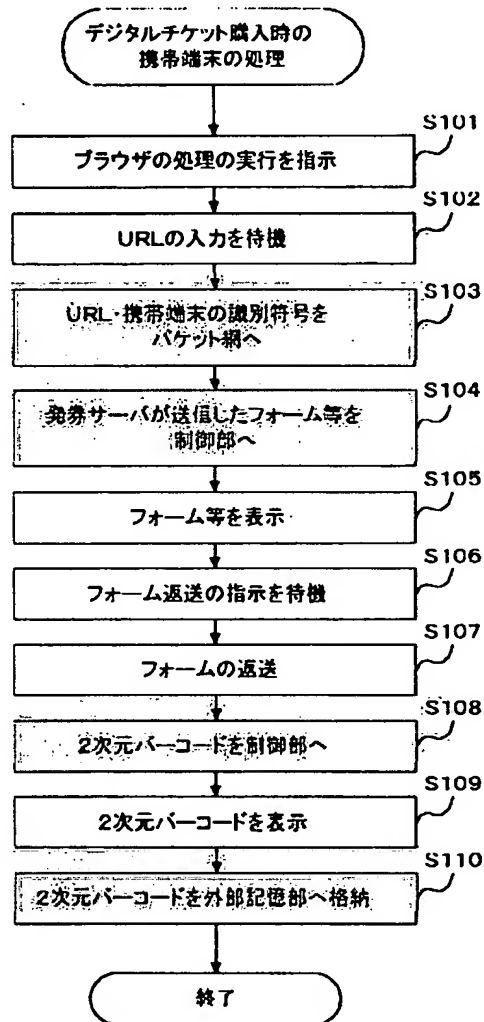 デジタルチケット購入時の
携帯端末の処理
S101
ブラウザの処理の実行を指示
S102
URLの入力を待機
S103
URL・携帯端末の識別符号を
パケット網へ
S104
発券サーバが送信したフォーム等を
制御部へ
S105
フォーム等を表示
S106
フォーム返送の指示を待機
S107
フォームの返送
S108
2次元バーコードを制御部へ
S109
2次元バーコードを表示
S110
2次元バーコードを外部記憶部へ格納
終了